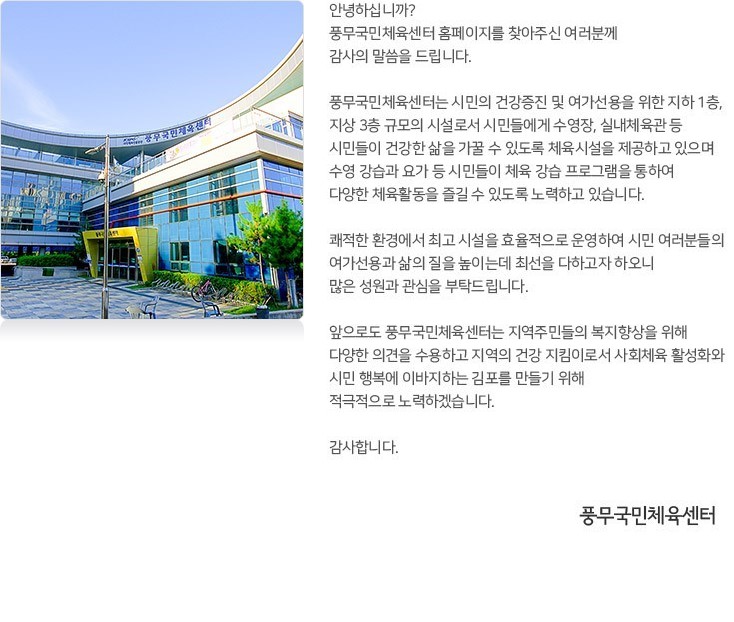 풍무국민체육센터
안녕하십니까?
풍무국민체육센터 홈페이지를 찾아주신 여러분께
감사의 말씀을 드립니다.
풍무국민체육센터는 시민의 건강증진 및 여가선용을 위한 지하 1층,
지상 3층 규모의 시설로서 시민들에게 수영장, 실내체육관 등
시민들이 건강한 삶을 가꿀 수 있도록 체육시설을 제공하고 있으며
수영 강습과 요가 등 시민들이 체육 강습 프로그램을 통하여
다양한 체육활동을 즐길 수 있도록 노력하고 있습니다.
쾌적한 환경에서 최고 시설을 효율적으로 운영하여 시민 여러분들의
여가선용과 삶의 질을 높이는데 최선을 다하고자 하오니
많은 성원과 관심을 부탁드립니다.
앞으로도 풍무국민체육센터는 지역주민들의 복지향상을 위해
다양한 의견을 수용하고 지역의 건강 지킴이로서 사회체육 활성화와
시민 행복에 이바지하는 김포를 만들기 위해
적극적으로 노력하겠습니다.
감사합니다.
풍무국민체육센터